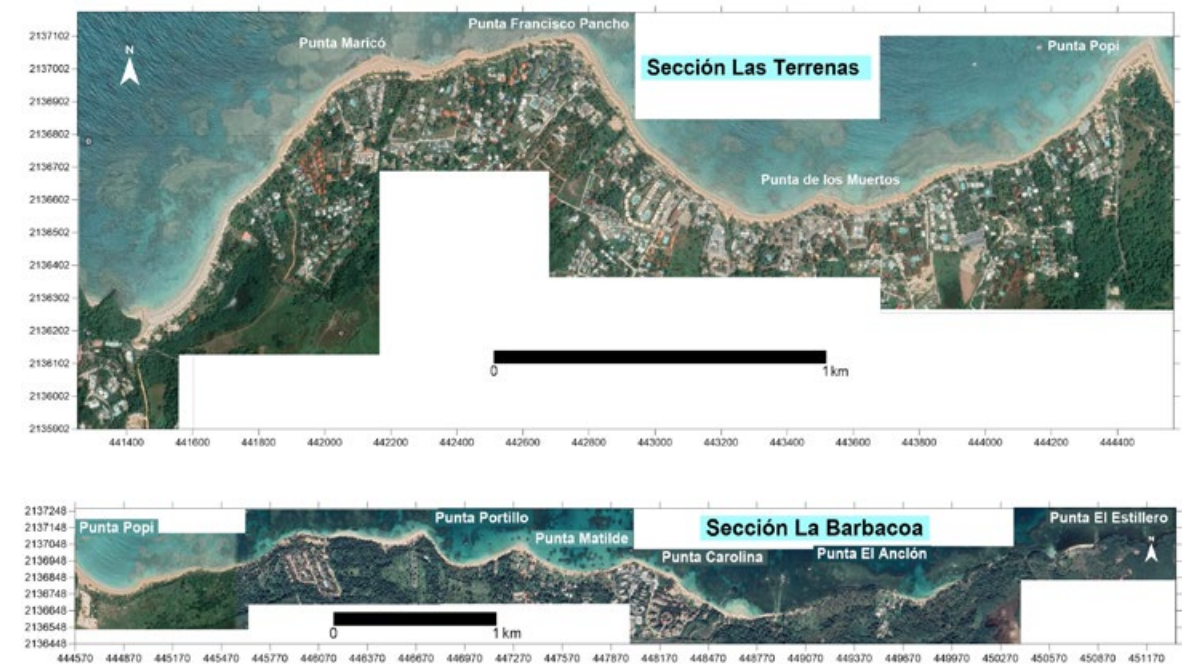 Punta Francisco Pancho
Punta Maricó
N
Sección Las Terrenas
Punta Popi
Punta de los Muertos
2137102
2137002
2136902
2136802
2136702
2136602
2136502
2136402
2136302
2136202
2136102
2136002
2135902
0 1 km
441400 441600 441800 442000 442200 442400 442600 442800 443000 443200 443400 443600 443800 444000 444200 444400
2137248
2137148
2137048
2136948
2136848
2136748
2136648
2136548
2136448
Punta Popi
Punta Portillo
Punta Matilde
Sección La Barbacoa
Punta Carolina
Punta El Anclón
Punta El Estillero
N
0 1 km
444570 444870 445170 445470 445770 446070 446370 446670 446970 447270 447570 447870 448170 448470 448770 449070 449370 449670 449970 450270 450570 450870 451170